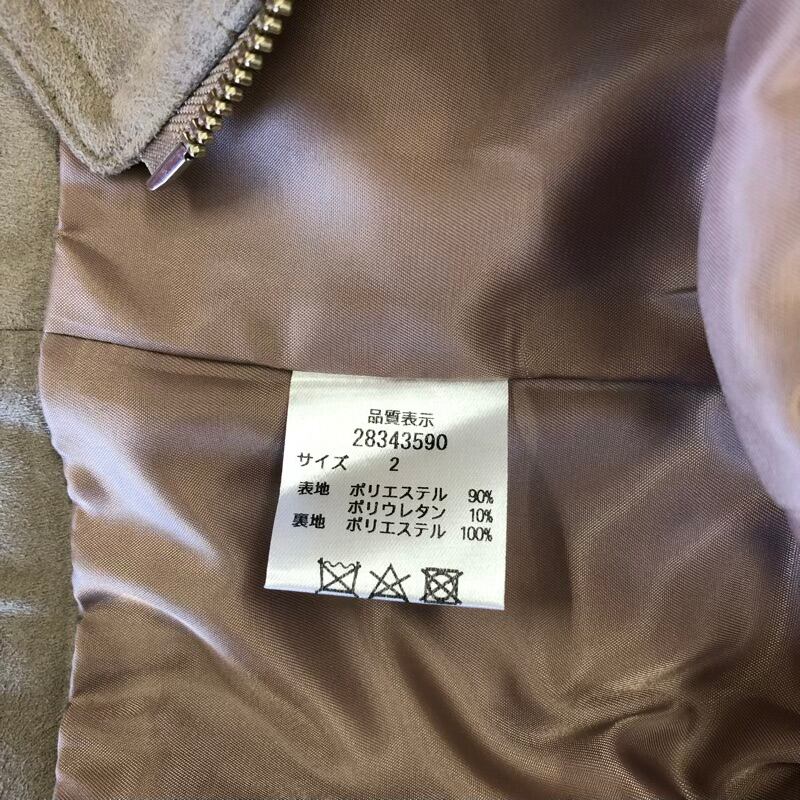 品質表示
28343590
サイズ 2
表地 ポリエステル 90%
ポリウレタン 10%
裏地 ポリエステル 100%